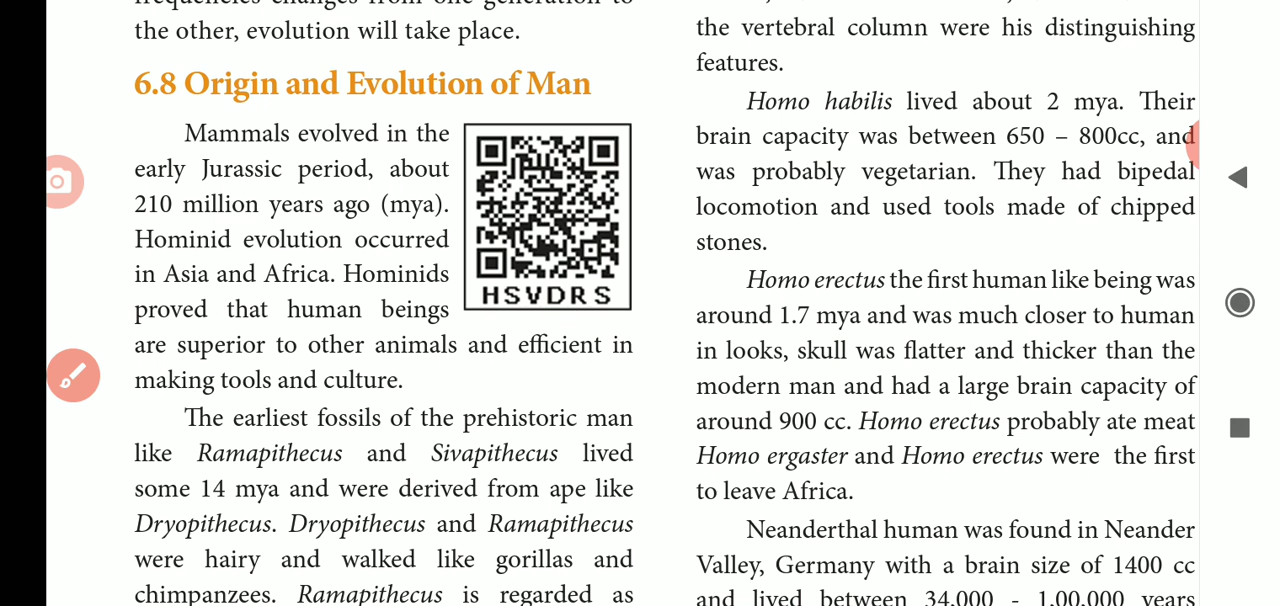 frequencies changes from one generation to
the other, evolution will take place.
6.8 Origin and Evolution of Man
Mammals evolved in the
early Jurassic period, about
210 million years ago (mya).
Hominid evolution occurred
in Asia and Africa. Hominids
proved that human beings
are superior to other animals and efficient in
making tools and culture.
HSVDRS
The earliest fossils of the prehistoric man
like Ramapithecus and Sivapithecus lived
some 14 mya and were derived from ape like
Dryopithecus. Dryopithecus and Ramapithecus
were hairy and walked like gorillas and
chimpanzees. Ramapithecus is regarded as
the vertebral column were his distinguishing
features.
Homo habilis lived about 2 mya. Their
brain capacity was between 650 – 800cc, and
was probably vegetarian. They had bipedal
locomotion and used tools made of chipped
stones.
Homo erectus the first human like being was
around 1.7 mya and was much closer to human
in looks, skull was flatter and thicker than the
modern man and had a large brain capacity of
around 900 cc. Homo erectus probably ate meat
Homo ergaster and Homo erectus were the first
to leave Africa.
Neanderthal human was found in Neander
Valley, Germany with a brain size of 1400 cc
and lived between 34,000 - 1,00,000 years